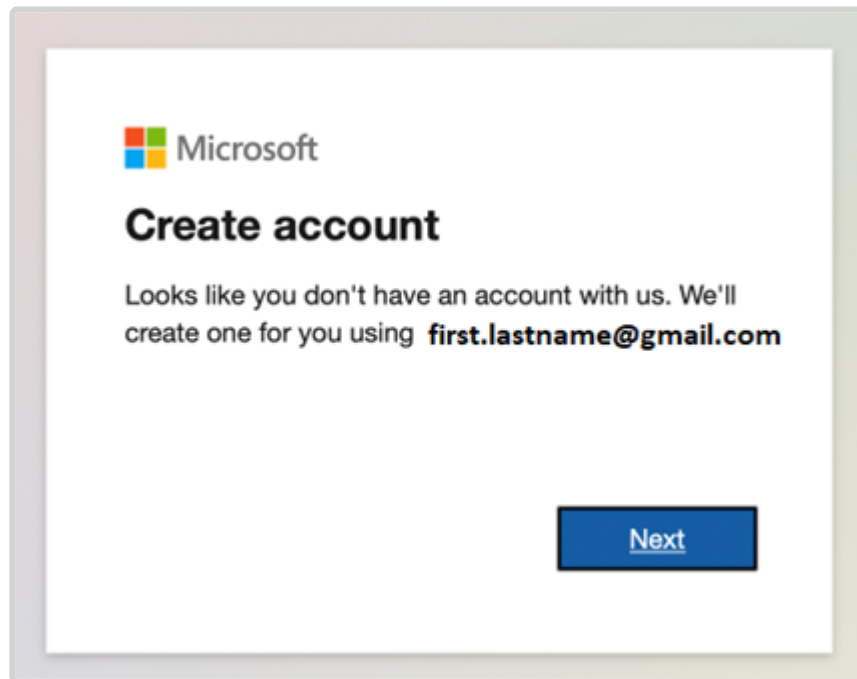 Microsoft
Create account
Looks like you don't have an account with us. We'll
create one for you using first.lastname@gmail.com
Next